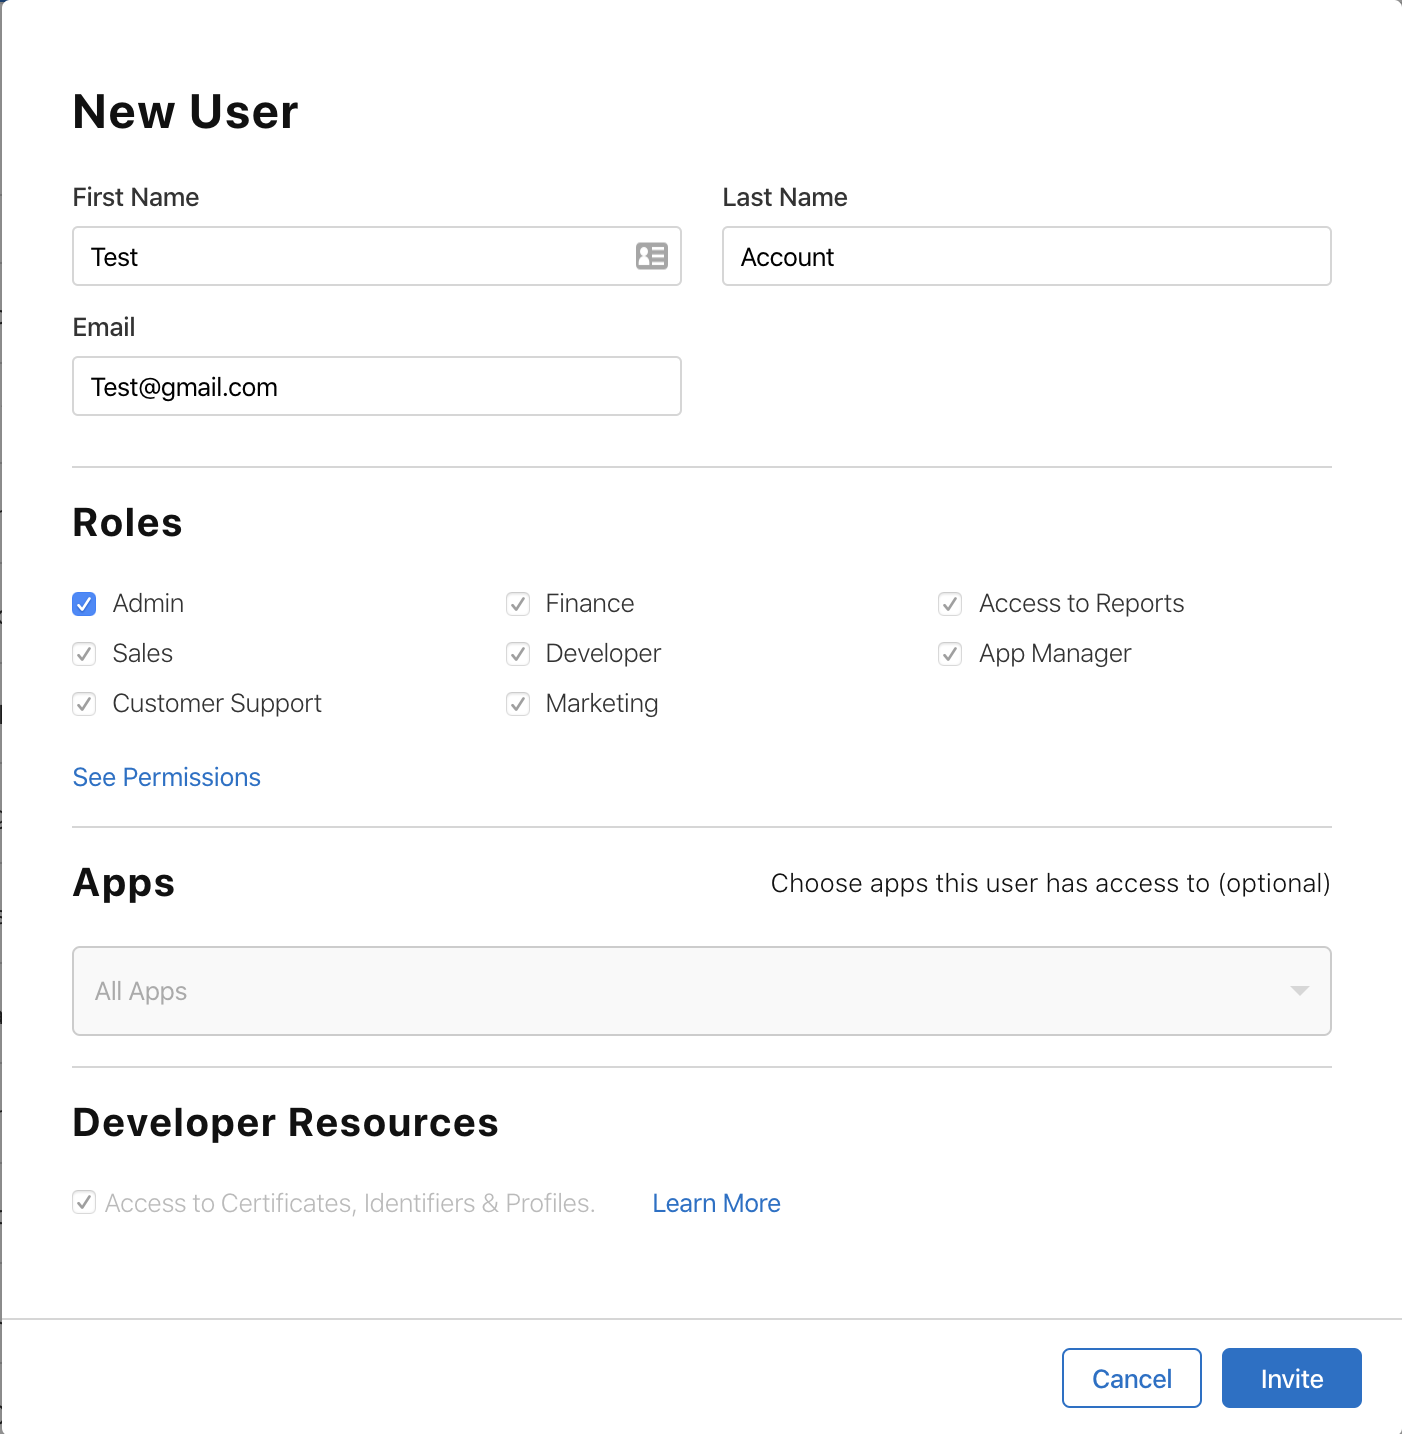 New User
First Name
Last Name
Test
Account
Email
Test@gmail.com
Roles
Admin
Finance
Access to Reports
Sales
Developer
App Manager
Customer Support
Marketing
See Permissions
Apps
Choose apps this user has access to (optional)
All Apps
Developer Resources
Access to Certificates, Identifiers & Profiles.
Learn More
Cancel
Invite